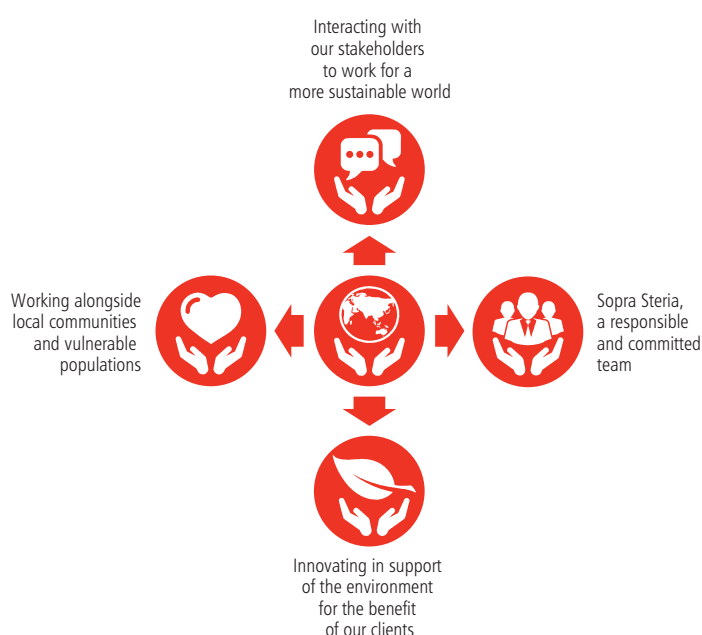 Interacting with
our stakeholders
to work for a
more sustainable world
Working alongside
local communities
and vulnerable
populations
Sopra Steria,
a responsible
and committed
team
Innovating in support
of the environment
for the benefit
of our clients